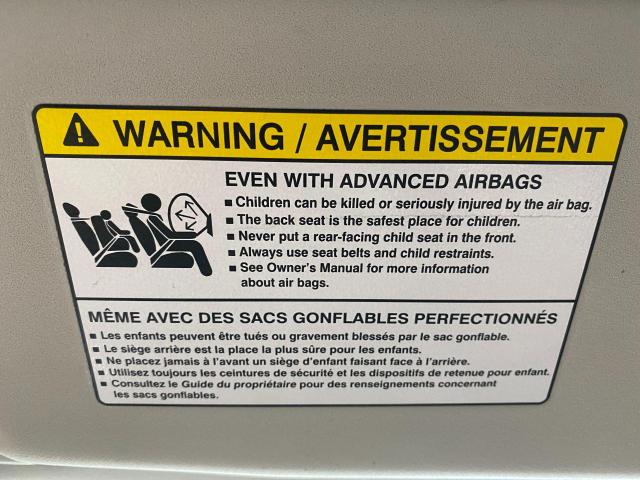 WARNING / AVERTISSEMENT
EVEN WITH ADVANCED AIRBAGS
▪ Children can be killed or seriously injured by the air bag.
▪ The back seat is the safest place for children.
▪ Never put a rear-facing child seat in the front.
▪ Always use seat belts and child restraints.
▪ See Owner's Manual for more information
about air bags.
MÊME AVEC DES SACS GONFLABLES PERFECTIONNÉS
▪ Les enfants peuvent être tués ou gravement blessés par le sac gonflable.
▪ Le siège arrière est la place la plus sûre pour les enfants.
▪ Ne placez jamais à l'avant un siège d'enfant faisant face à l'arrière.
▪ Utilisez toujours les ceintures de sécurité et les dispositifs de retenue pour enfant.
▪ Consultez le Guide du propriétaire pour des renseignements concernant
les sacs gonflables.